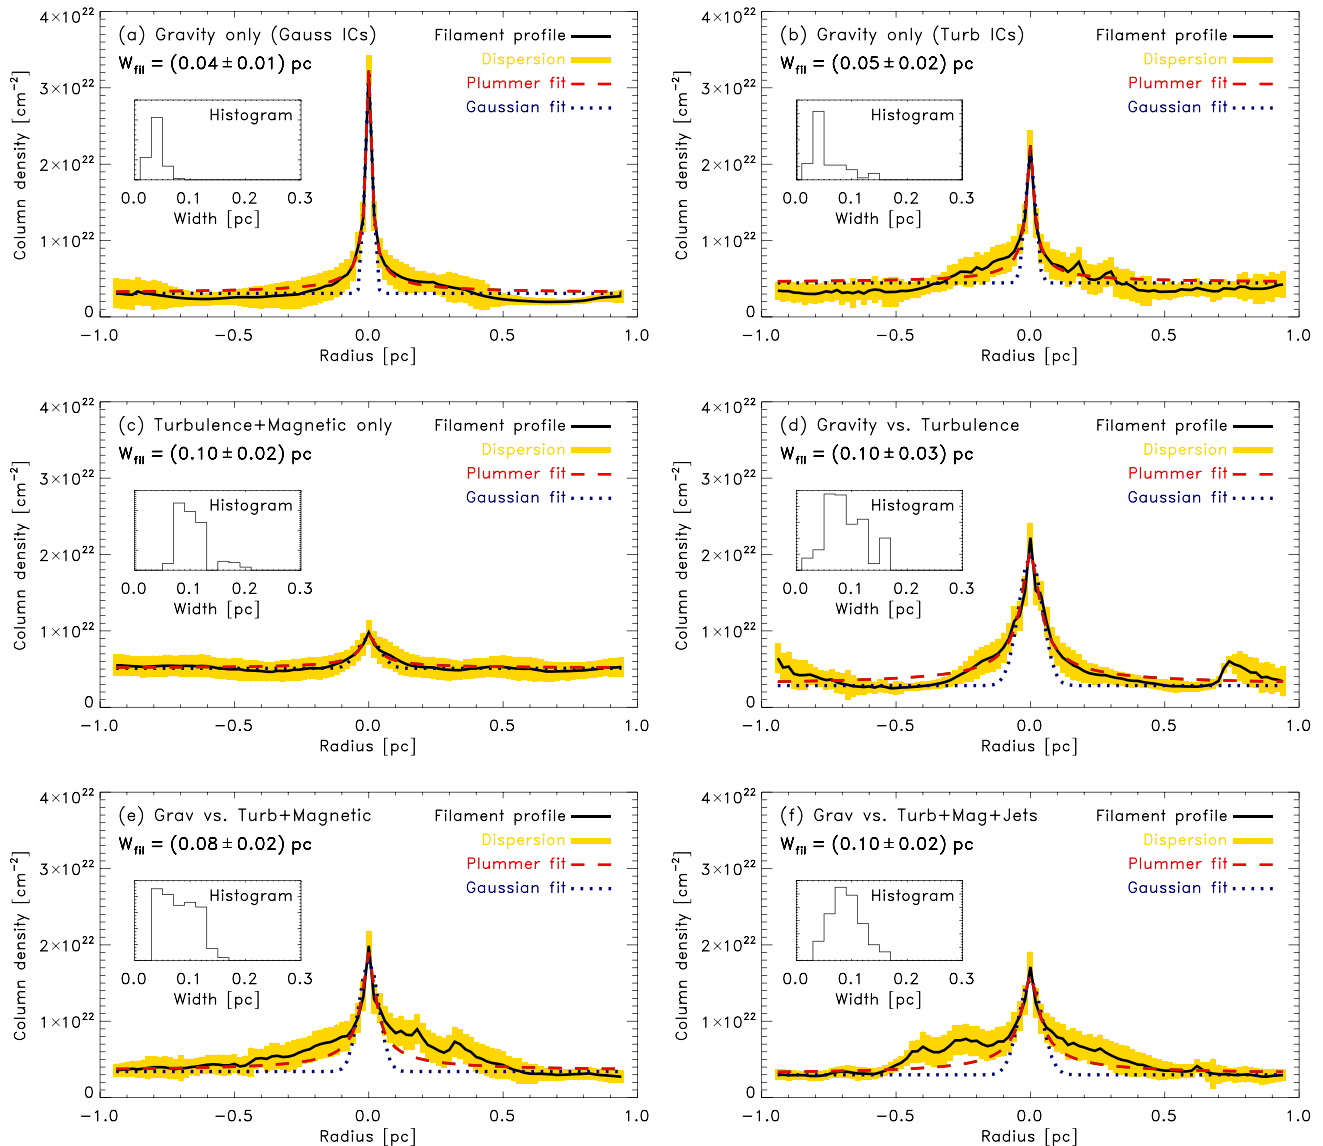 (a) Gravity only (Gauss ICs)
W_fil = (0.04 ± 0.01) pc
Filament profile
Dispersion
Plummer fit
Gaussian fit
Histogram
0.0 0.1 0.2 0.3
Width [pc]
4×10^22
3×10^22
2×10^22
1×10^22
0
Column density [cm^-2]
-1.0 -0.5 0.0 0.5 1.0
Radius [pc]
(b) Gravity only (Turb ICs)
W_fil = (0.05 ± 0.02) pc
Filament profile
Dispersion
Plummer fit
Gaussian fit
Histogram
0.0 0.1 0.2 0.3
Width [pc]
4×10^22
3×10^22
2×10^22
1×10^22
0
Column density [cm^-2]
-1.0 -0.5 0.0 0.5 1.0
Radius [pc]
(c) Turbulence+Magnetic only
W_fil = (0.10 ± 0.02) pc
Filament profile
Dispersion
Plummer fit
Gaussian fit
Histogram
0.0 0.1 0.2 0.3
Width [pc]
4×10^22
3×10^22
2×10^22
1×10^22
0
Column density [cm^-2]
-1.0 -0.5 0.0 0.5 1.0
Radius [pc]
(d) Gravity vs. Turbulence
W_fil = (0.10 ± 0.03) pc
Filament profile
Dispersion
Plummer fit
Gaussian fit
Histogram
0.0 0.1 0.2 0.3
Width [pc]
4×10^22
3×10^22
2×10^22
1×10^22
0
Column density [cm^-2]
-1.0 -0.5 0.0 0.5 1.0
Radius [pc]
(e) Grav vs. Turb+Magnetic
W_fil = (0.08 ± 0.02) pc
Filament profile
Dispersion
Plummer fit
Gaussian fit
Histogram
0.0 0.1 0.2 0.3
Width [pc]
4×10^22
3×10^22
2×10^22
1×10^22
0
Column density [cm^-2]
-1.0 -0.5 0.0 0.5 1.0
Radius [pc]
(f) Grav vs. Turb+Mag+Jets
W_fil = (0.10 ± 0.02) pc
Filament profile
Dispersion
Plummer fit
Gaussian fit
Histogram
0.0 0.1 0.2 0.3
Width [pc]
4×10^22
3×10^22
2×10^22
1×10^22
0
Column density [cm^-2]
-1.0 -0.5 0.0 0.5 1.0
Radius [pc]